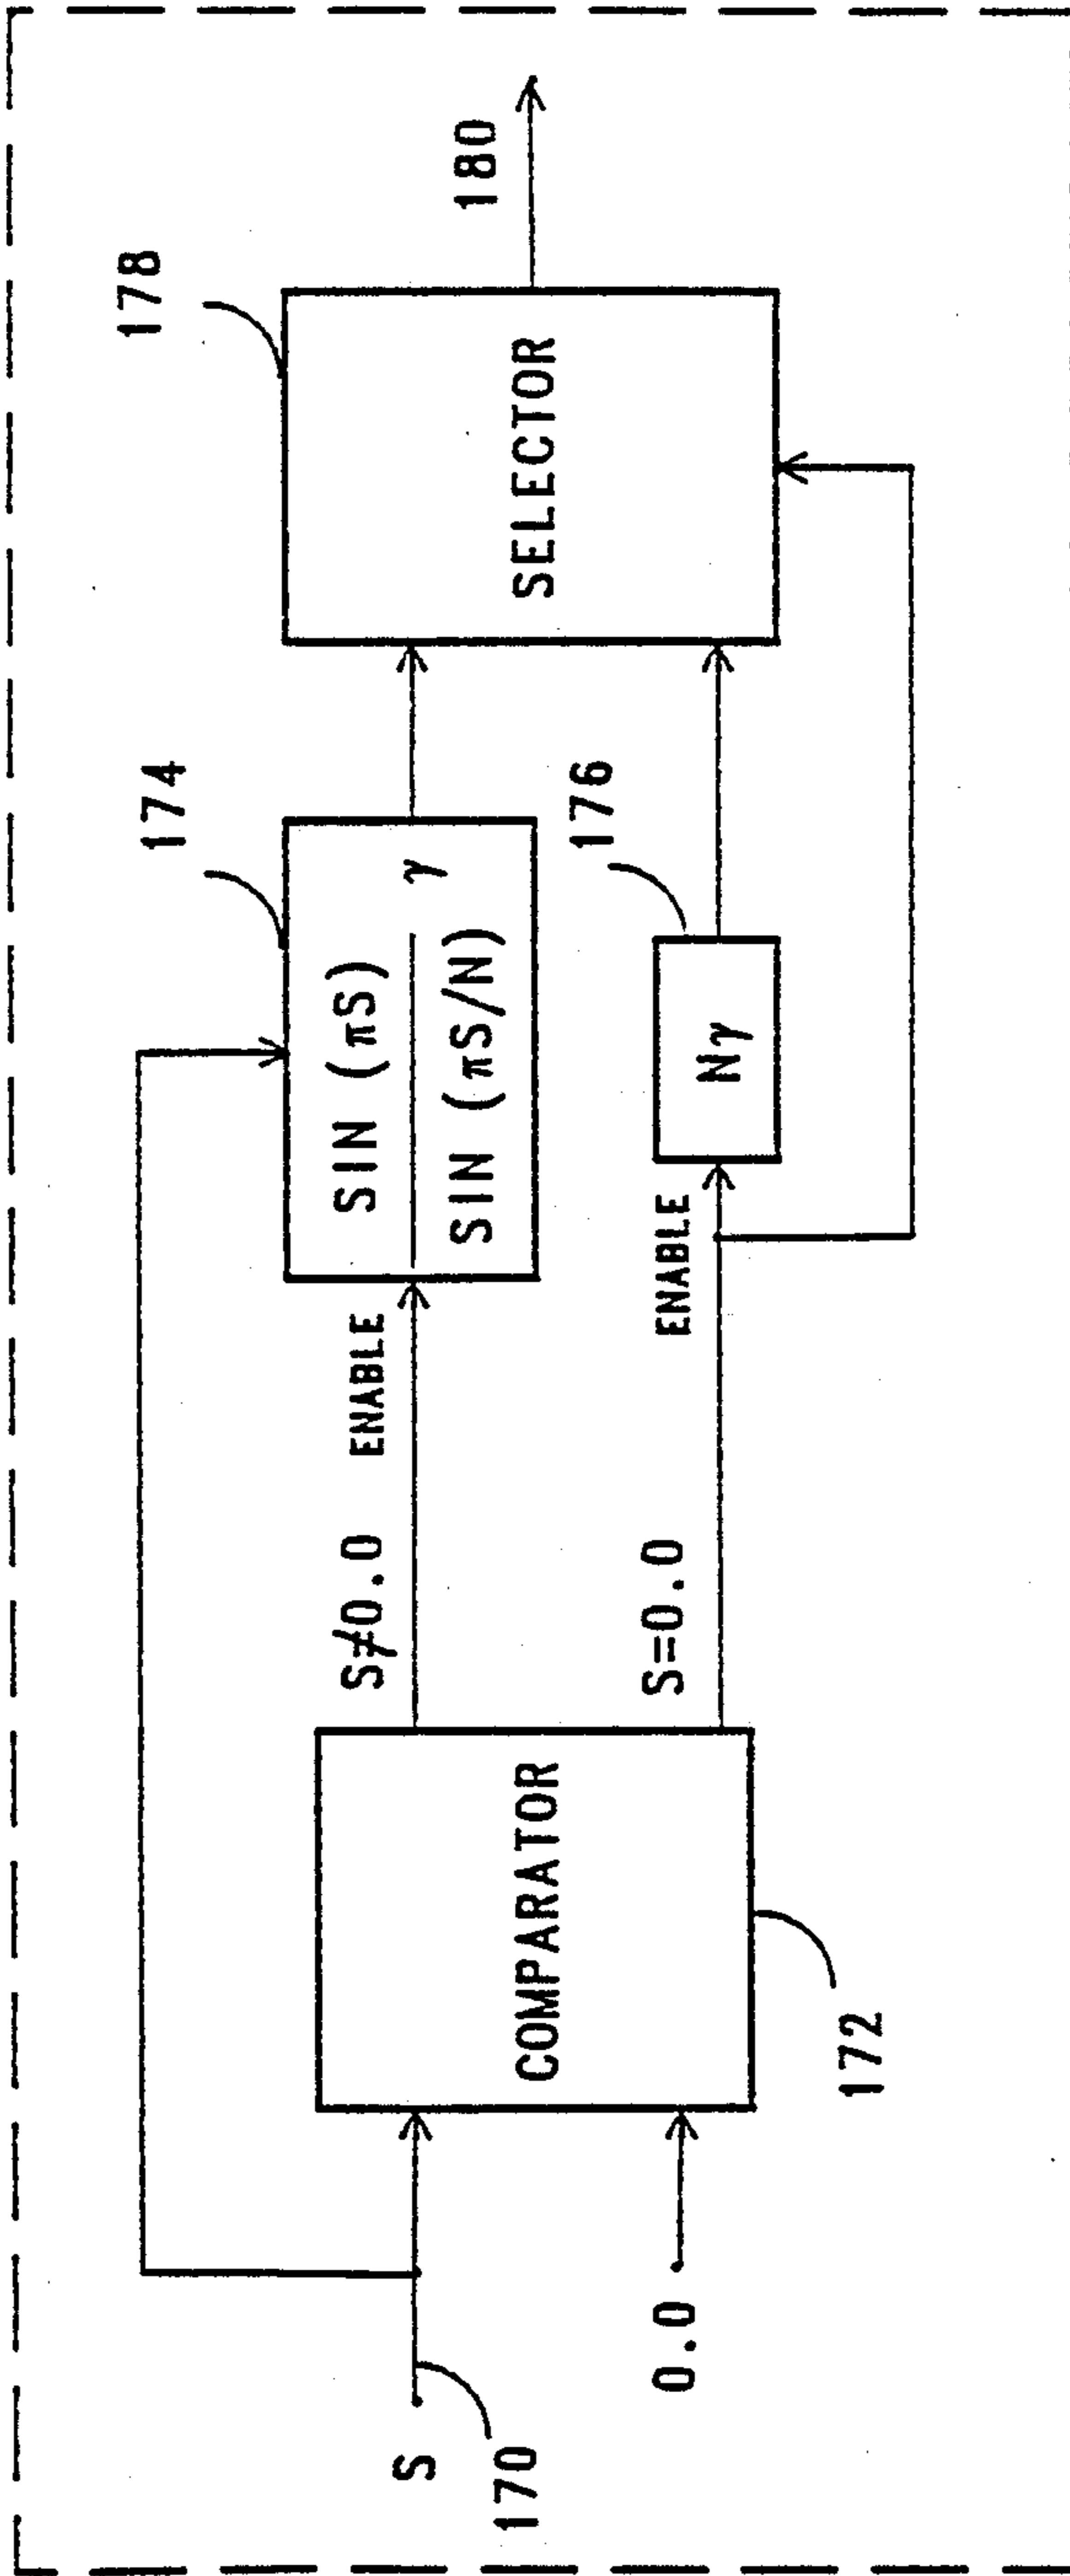 174
178
SIN (πS)
SIN (πS/N)
γ
S≠0.0
ENABLE
S
170
COMPARATOR
SELECTOR
180
0.0
S=0.0
ENABLE
Nγ
176
172